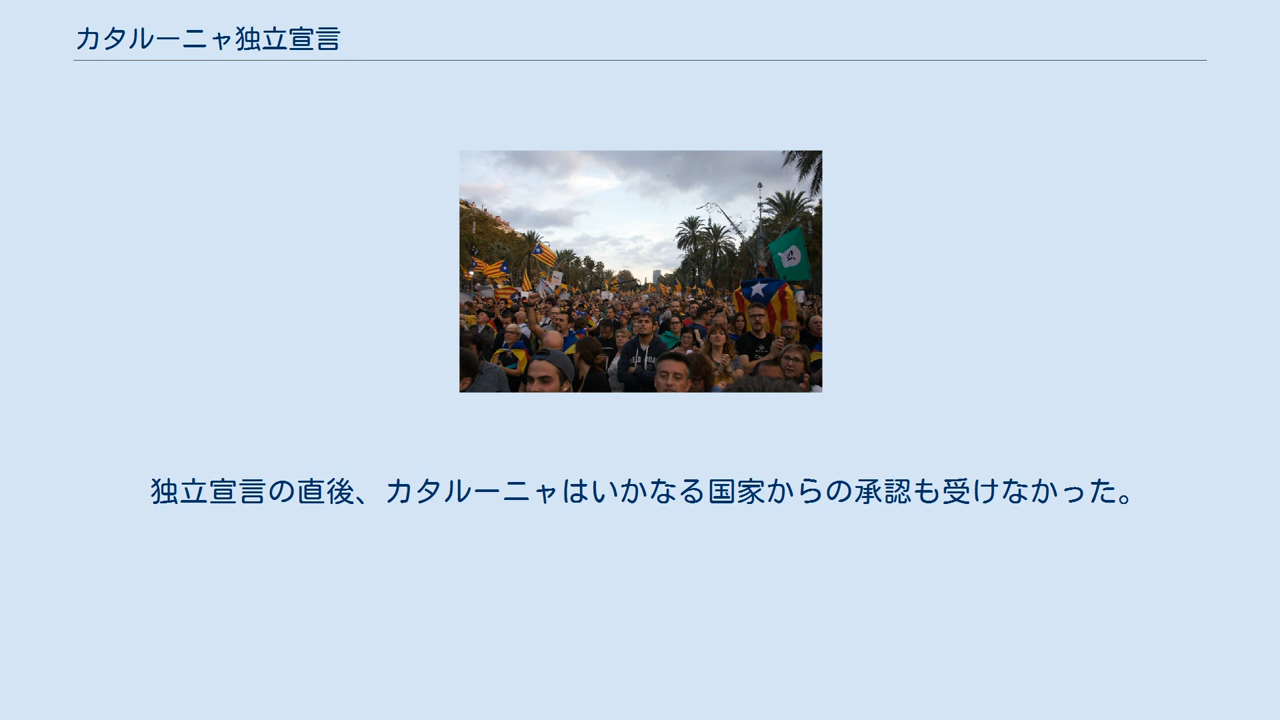 カタルーニャ独立宣言
独立宣言の直後、カタルーニャはいかなる国家からの承認も受けなかった。